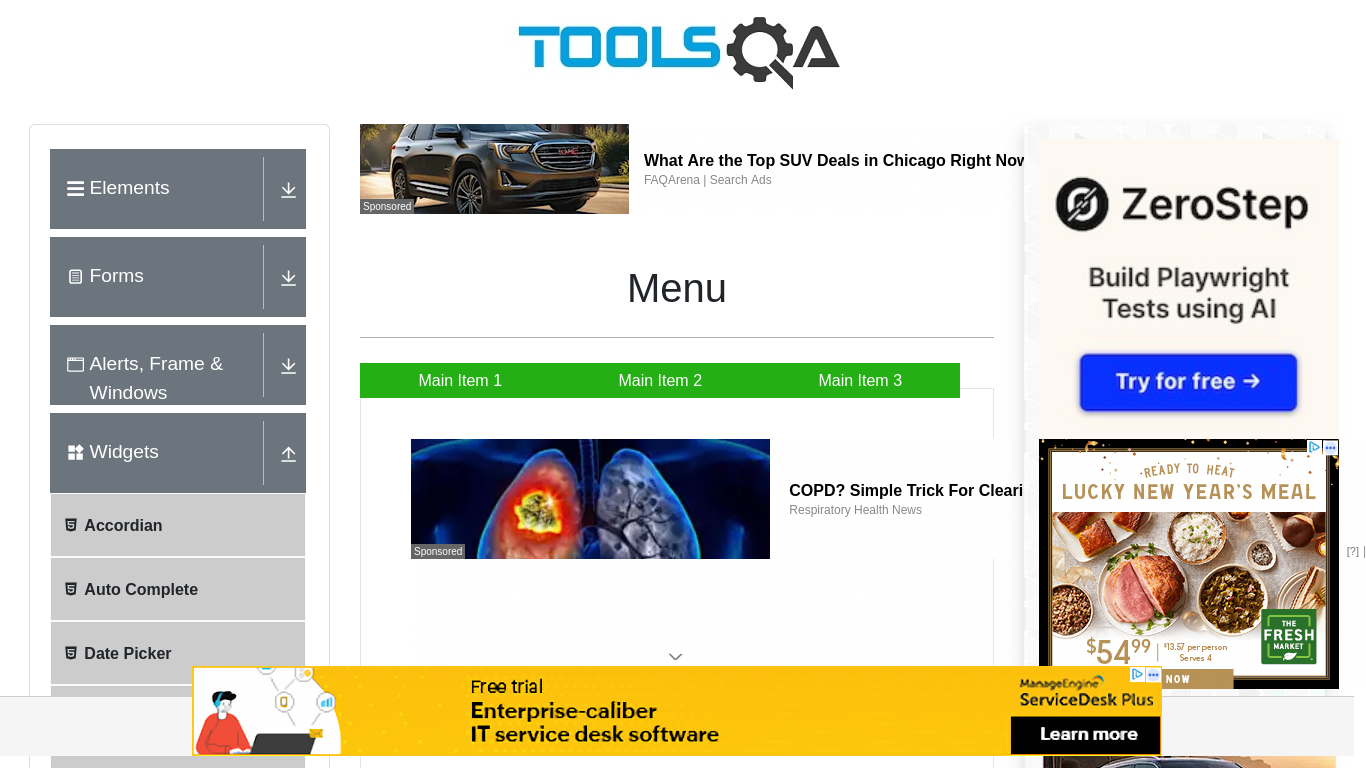 TOOLSQA
Elements
Forms
Alerts, Frame &
Windows
Widgets
Accordian
Auto Complete
Date Picker
Sponsored
What Are the Top SUV Deals in Chicago Right Now
FAQArena | Search Ads
Menu
Main Item 1
Main Item 2
Main Item 3
Sponsored
COPD? Simple Trick For Cleari
Respiratory Health News
ZeroStep
Build Playwright
Tests using AI
Try for free →
READY TO HEAT
LUCKY NEW YEAR'S MEAL
$54.99
$13.57 per person
Serves 4
THE
FRESH
MARKET
NOW
[?]
Free trial
Enterprise-caliber
IT service desk software
ManageEngine
ServiceDesk Plus
Learn more